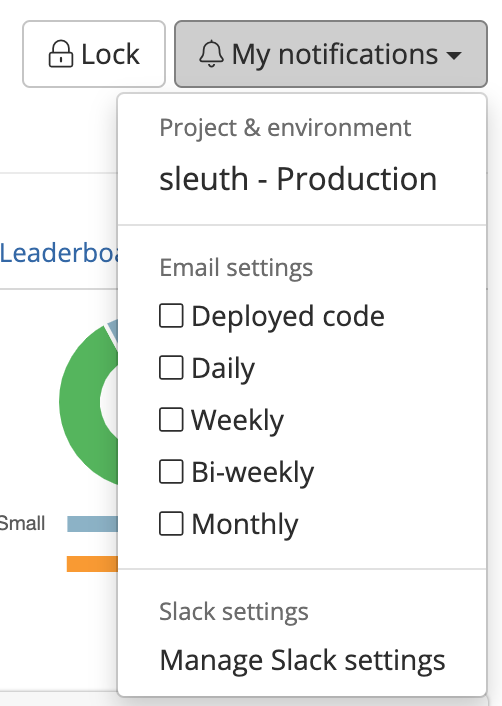 Lock
My notifications
Project & environment
sleuth - Production
Leaderboa
Email settings
Deployed code
Daily
Weekly
Bi-weekly
Monthly
Small
Slack settings
Manage Slack settings